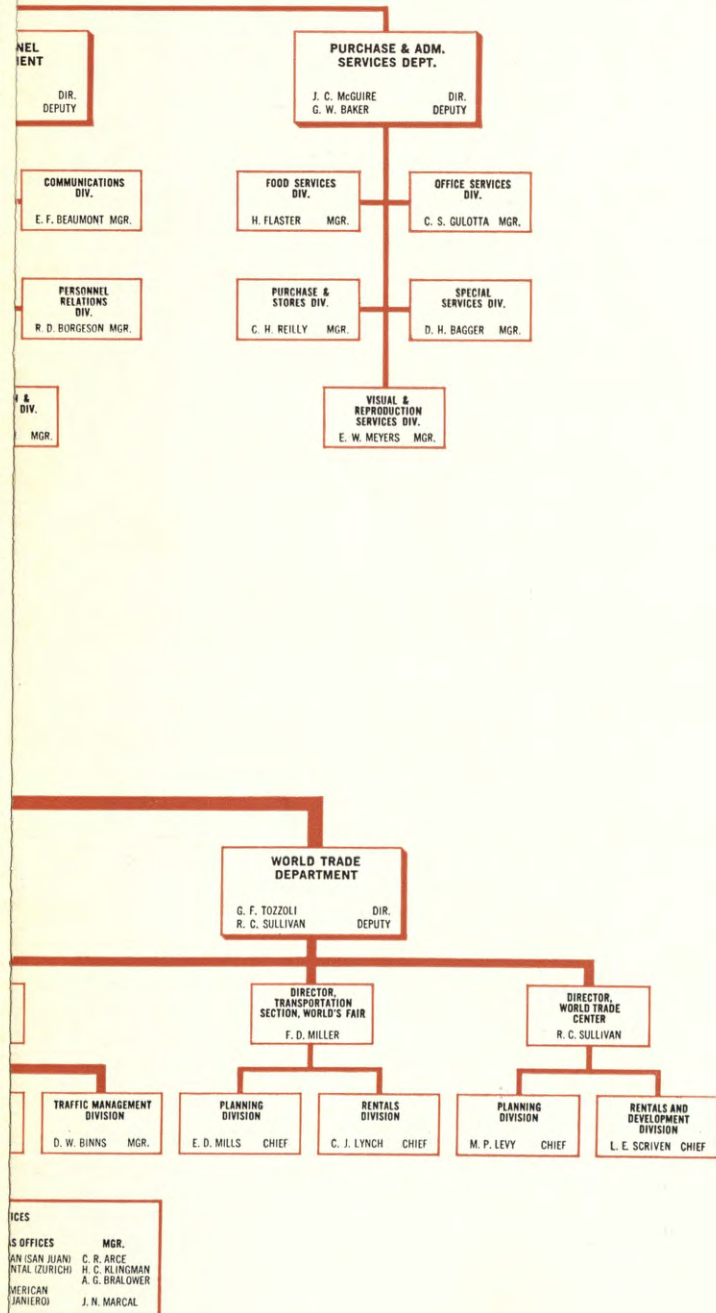 NEL
MENT
DIR.
DEPUTY
PURCHASE & ADM.
SERVICES DEPT.
J. C. McGUIRE DIR.
G. W. BAKER DEPUTY
COMMUNICATIONS
DIV.
E. F. BEAUMONT MGR.
FOOD SERVICES
DIV.
H. FLASTER MGR.
OFFICE SERVICES
DIV.
C. S. GULOTTA MGR.
PERSONNEL
RELATIONS
DIV.
R. D. BORGESON MGR.
PURCHASE &
STORES DIV.
C. H. REILLY MGR.
SPECIAL
SERVICES DIV.
D. H. BAGGER MGR.
&
DIV.
MGR.
VISUAL &
REPRODUCTION
SERVICES DIV.
E. W. MEYERS MGR.
WORLD TRADE
DEPARTMENT
G. F. TOZZOLI DIR.
R. C. SULLIVAN DEPUTY
DIRECTOR,
TRANSPORTATION
SECTION, WORLD'S FAIR
F. D. MILLER
DIRECTOR,
WORLD TRADE
CENTER
R. C. SULLIVAN
TRAFFIC MANAGEMENT
DIVISION
D. W. BINNS MGR.
PLANNING
DIVISION
E. D. MILLS CHIEF
RENTALS
DIVISION
C. J. LYNCH CHIEF
PLANNING
DIVISION
M. P. LEVY CHIEF
RENTALS AND
DEVELOPMENT
DIVISION
L. E. SCRIVEN CHIEF
ICES
S OFFICES MGR.
AN (SAN JUAN) C. R. ARCE
NTAL (ZURICH) H. C. KLINGMAN
A. G. BRALOWER
MERICAN
JANIERO) J. N. MARCAL